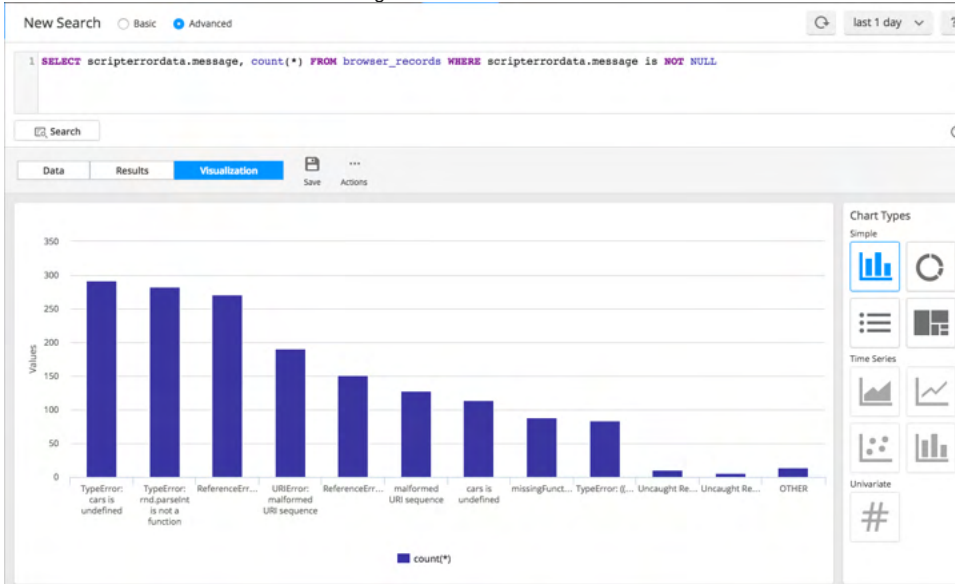 New Search Basic Advanced last 1 day ?
1 SELECT scripterrordata.message, count(*) FROM browser_records WHERE scripterrordata.message is NOT NULL
Search
Data Results Visualization Save ... Actions
Chart Types
Simple
Time Series
Univariate
#
Values
350
300
250
200
150
100
50
0
TypeError: cars is undefined
TypeError: rnd.parseInt is not a function
ReferenceErr...
URIError: malformed URI sequence
ReferenceErr...
malformed URI sequence
cars is undefined
missingFunct...
TypeError: ((...
Uncaught Re...
Uncaught Re...
OTHER
count(*)